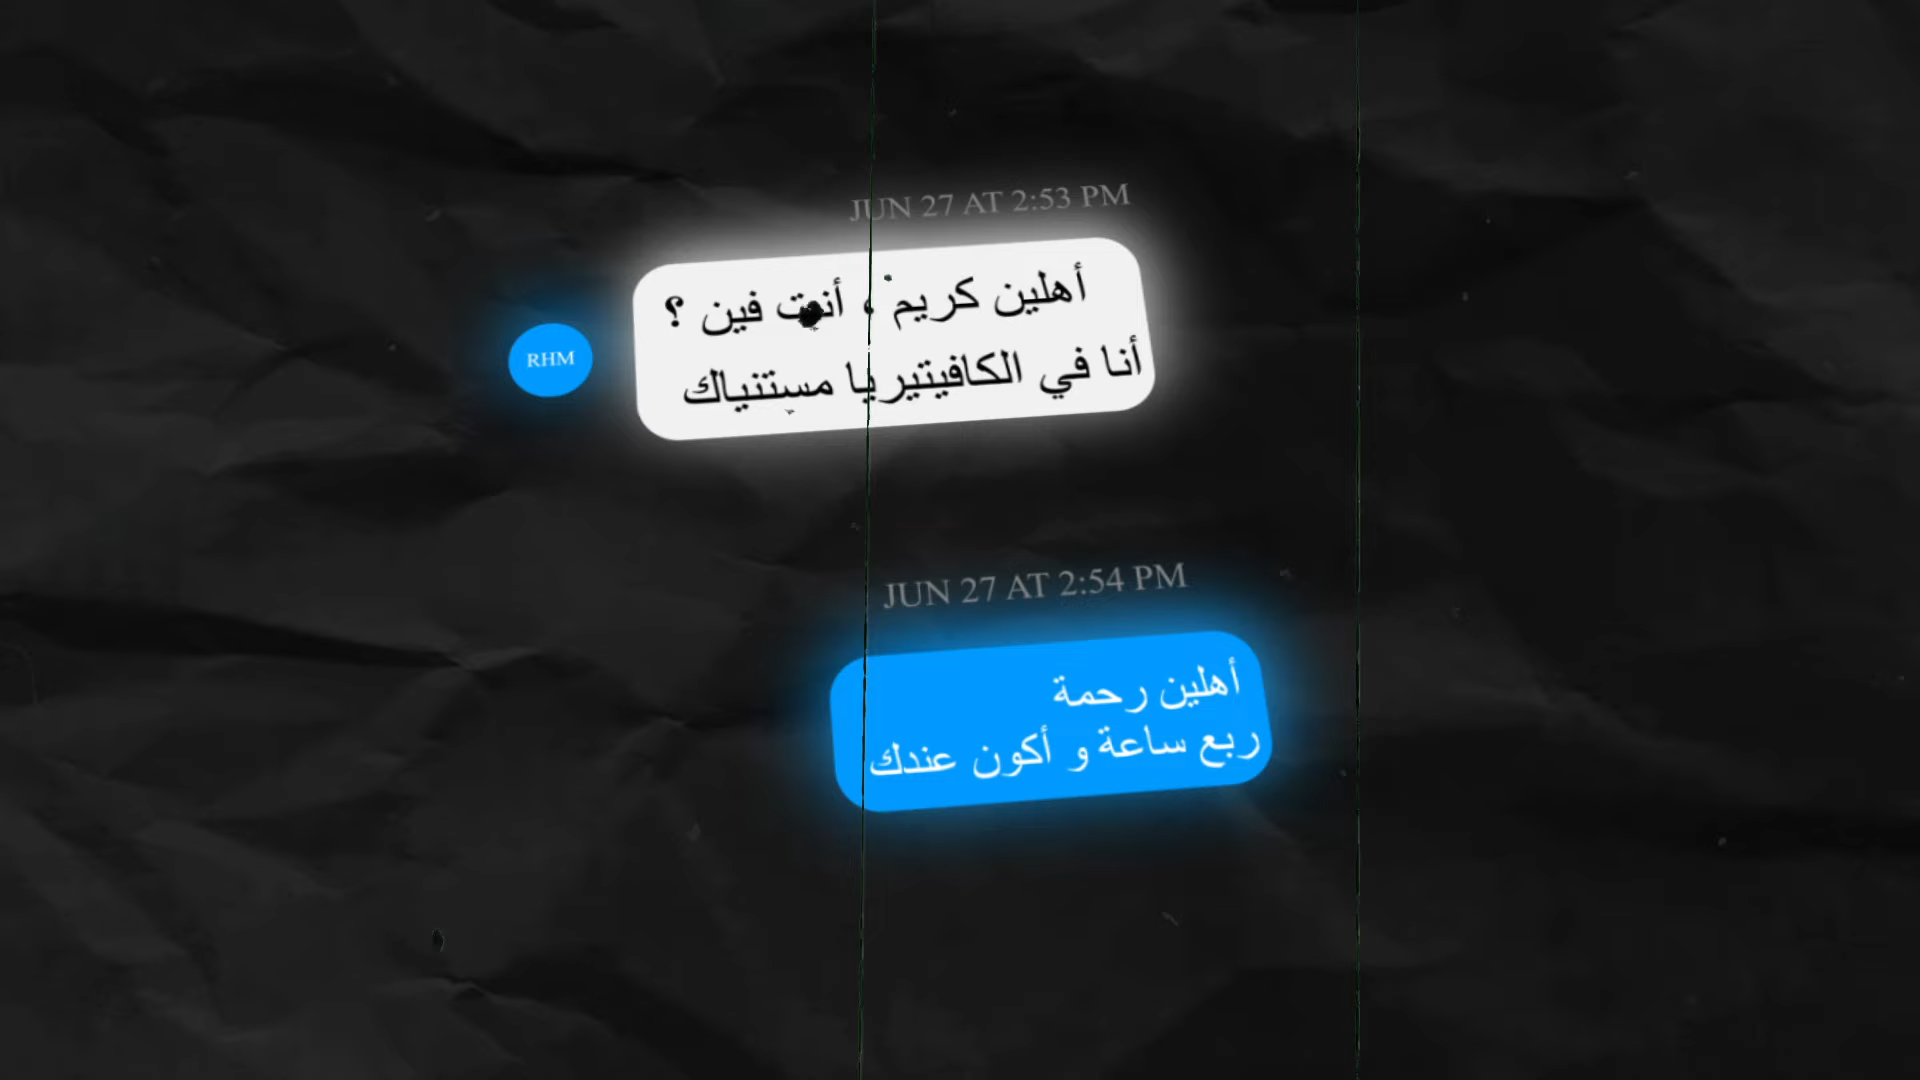 JUN 27 AT 2:53 PM
أهلين كريم ، أنت فين ؟
أنا في الكافيتيريا مستنياك
RHM
JUN 27 AT 2:54 PM
أهلين رحمة
ربع ساعة و أكون عندك